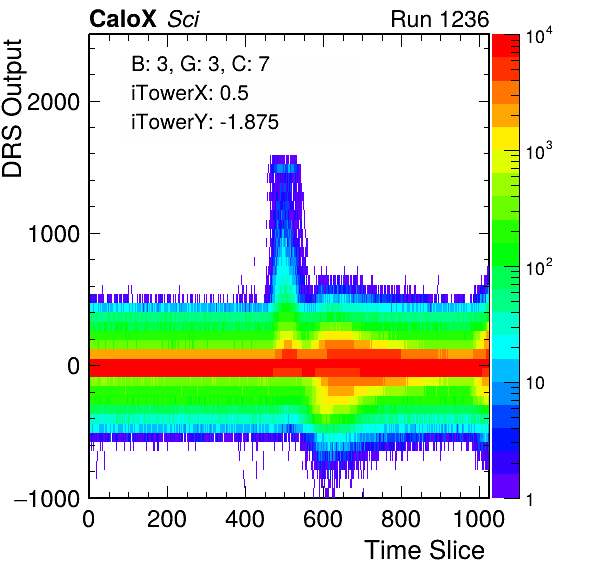 CaloX Sci Run 1236
B: 3, G: 3, C: 7
iTowerX: 0.5
iTowerY: -1.875
DRS Output
2000
1000
0
−1000
0 200 400 600 800 1000
Time Slice
10^4
10^3
10^2
10
1